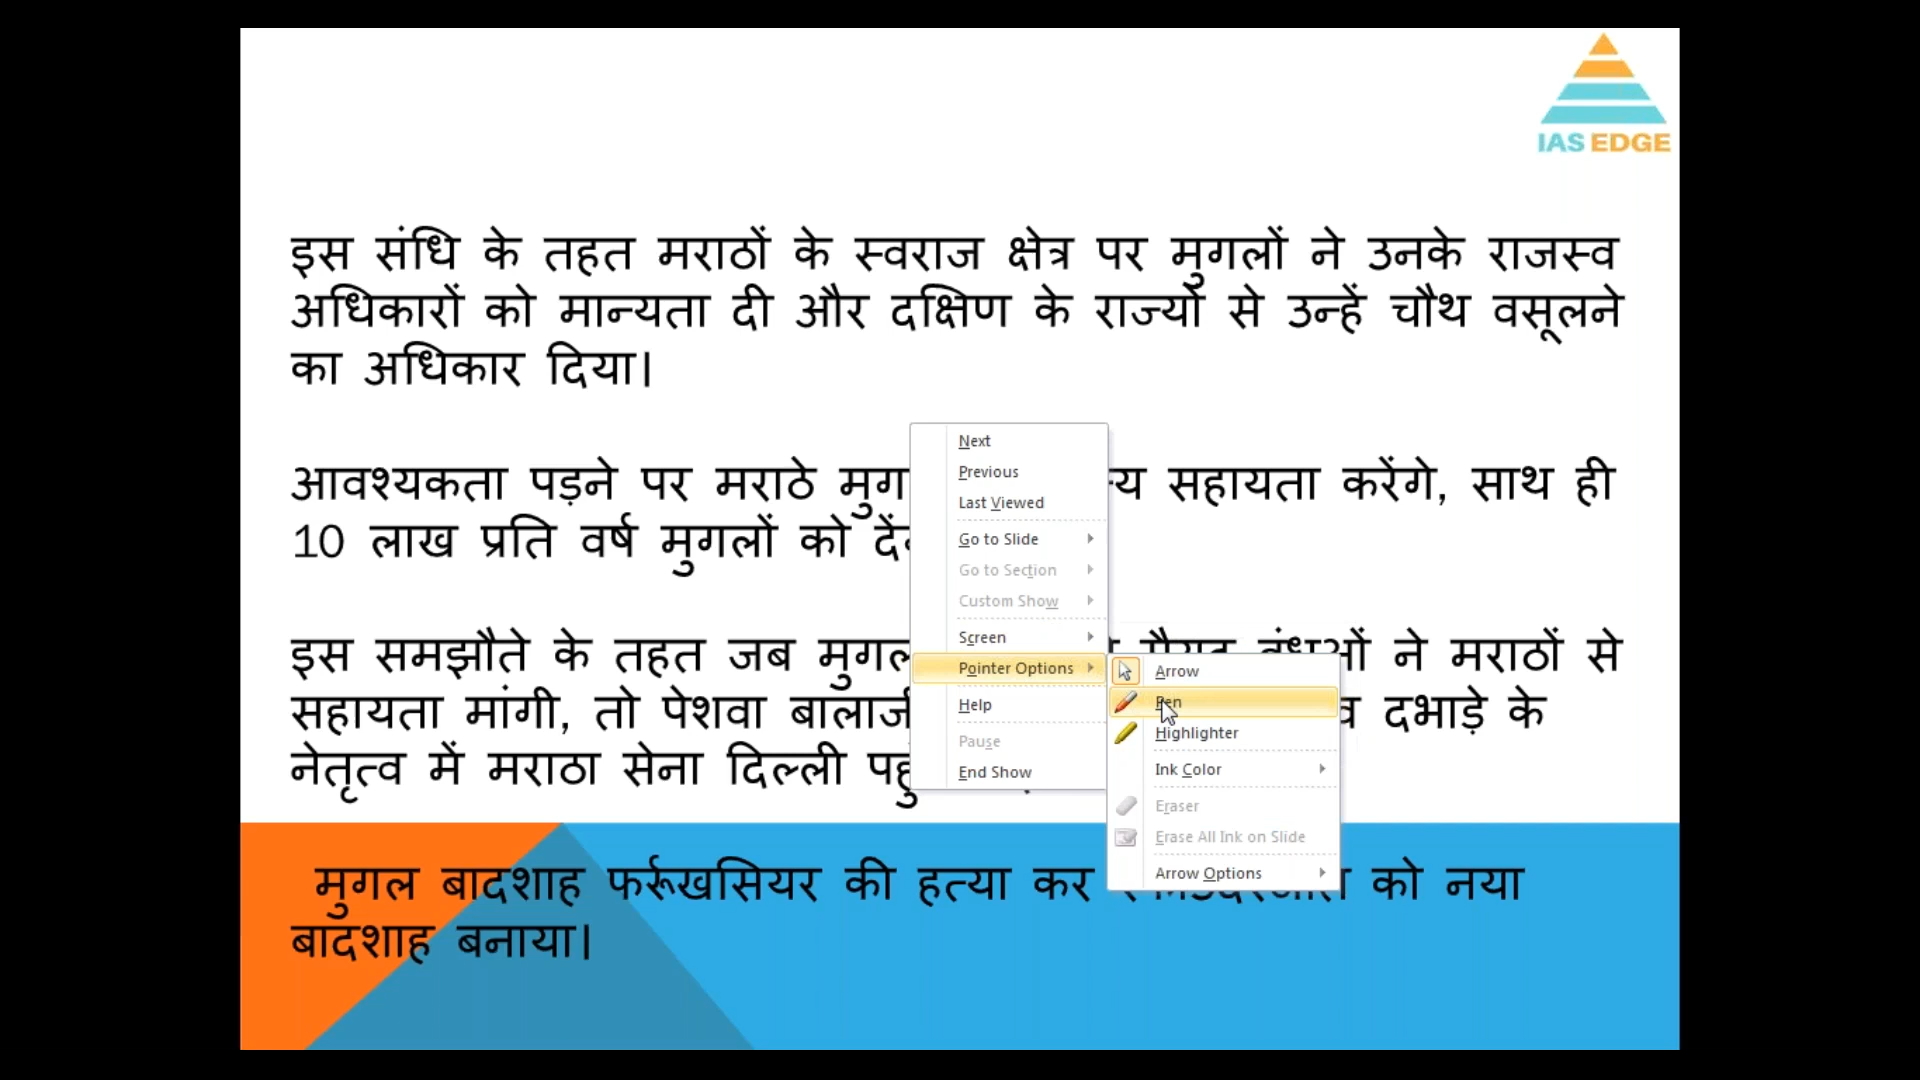 IAS EDGE
इस संधि के तहत मराठों के स्वराज क्षेत्र पर मुगलों ने उनके राजस्व
अधिकारों को मान्यता दी और दक्षिण के राज्यों से उन्हें चौथ वसूलने
का अधिकार दिया।
आवश्यकता पड़ने पर मराठे सहायता करेंगे, साथ ही
10 लाख प्रति वर्ष मुगलों को
इस समझौते के तहत जब ने मराठों से
सहायता मांगी, तो पेशवा दभाड़े के
नेतृत्व में मराठा सेना दिल्ली
मुगल बादशाह फर्रूखसियर की हत्या कर को नया
बादशाह बनाया।
Next
Previous
Last Viewed
Go to Slide
Go to Section
Custom Show
Screen
Pointer Options
Help
Pause
End Show
Arrow
Pen
Highlighter
Ink Color
Eraser
Erase All Ink on Slide
Arrow Options